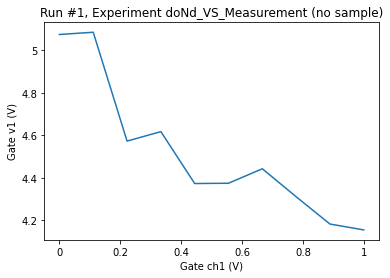 Run #1, Experiment doNd_VS_Measurement (no sample)
5
4.8
4.6
4.4
4.2
Gate v1 (V)
0 0.2 0.4 0.6 0.8 1
Gate ch1 (V)